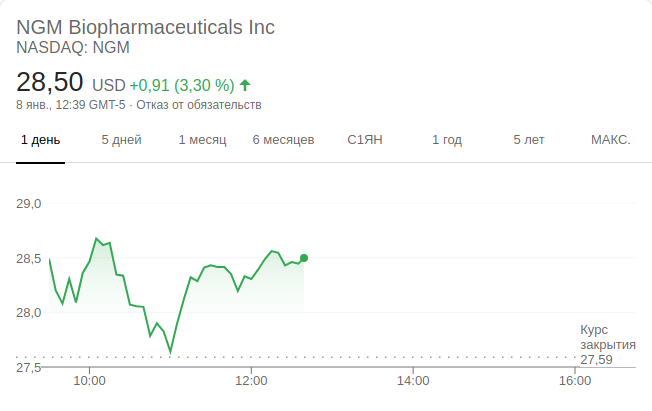 NGM Biopharmaceuticals Inc
NASDAQ: NGM
28,50 USD +0,91 (3,30 %)
8 янв., 12:39 GMT-5 · Отказ от обязательств
1 день 5 дней 1 месяц 6 месяцев С1ЯН 1 год 5 лет МАКС.
29,0
28,5
28,0
Курс
закрытия
27,59
27,5
10:00 12:00 14:00 16:00